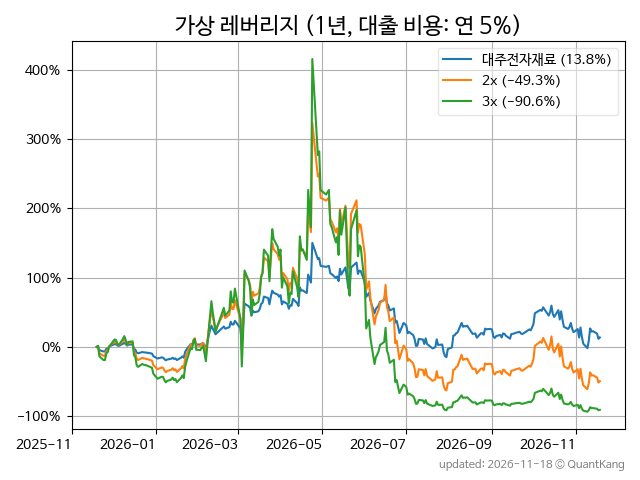 가상 레버리지 (1년, 대출 비용: 연 5%)
대주전자재료 (13.8%)
2x (−49.3%)
3x (−90.6%)
400%
300%
200%
100%
0%
−100%
2025-11
2026-01
2026-03
2026-05
2026-07
2026-09
2026-11
updated: 2026-11-18 © QuantKang